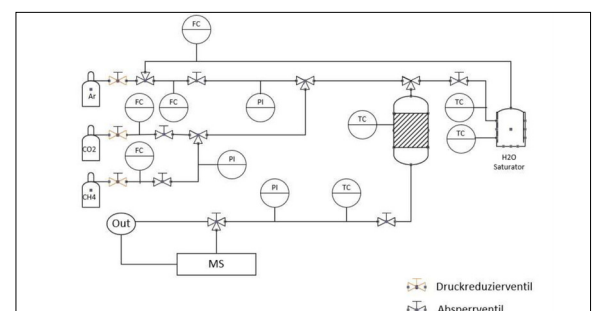 FC
Ar
FC
FC
PI
TC
TC
TC
H2O
Saturator
CO2
FC
CH4
PI
PI
TC
Out
MS
Druckreduzierventil
Absperrventil